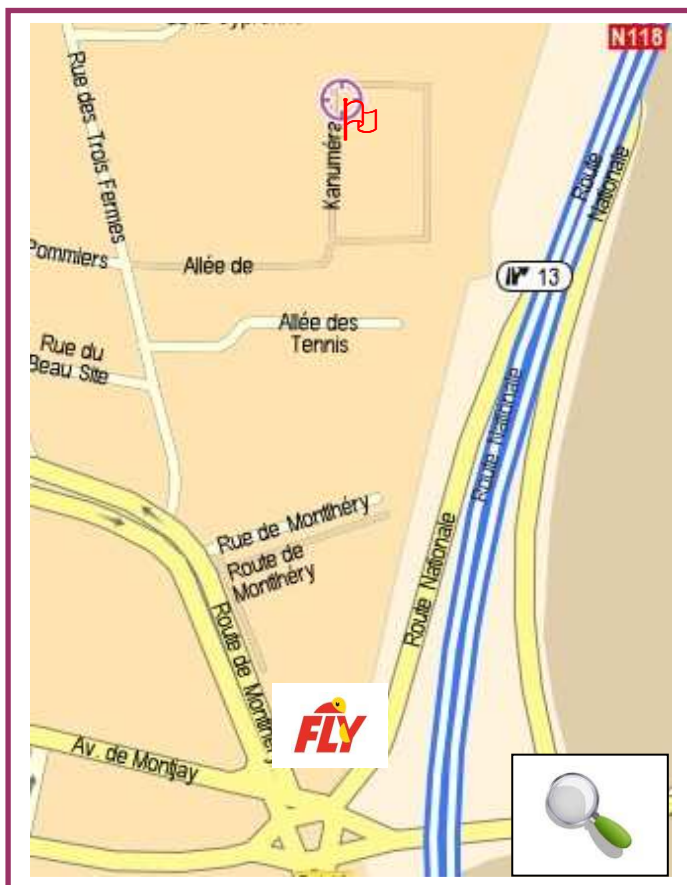 N118
Rue des Trois Fermes
Kanuméra
Route
Nationale
Pommiers
Allée de
13
Allée des
Tennis
Rue du
Beau Site
Route Nationale
Route Nationale
Rue de Montlhéry
Route de
Montlhéry
Route de Montlhéry
FLY
Av. de Montjay